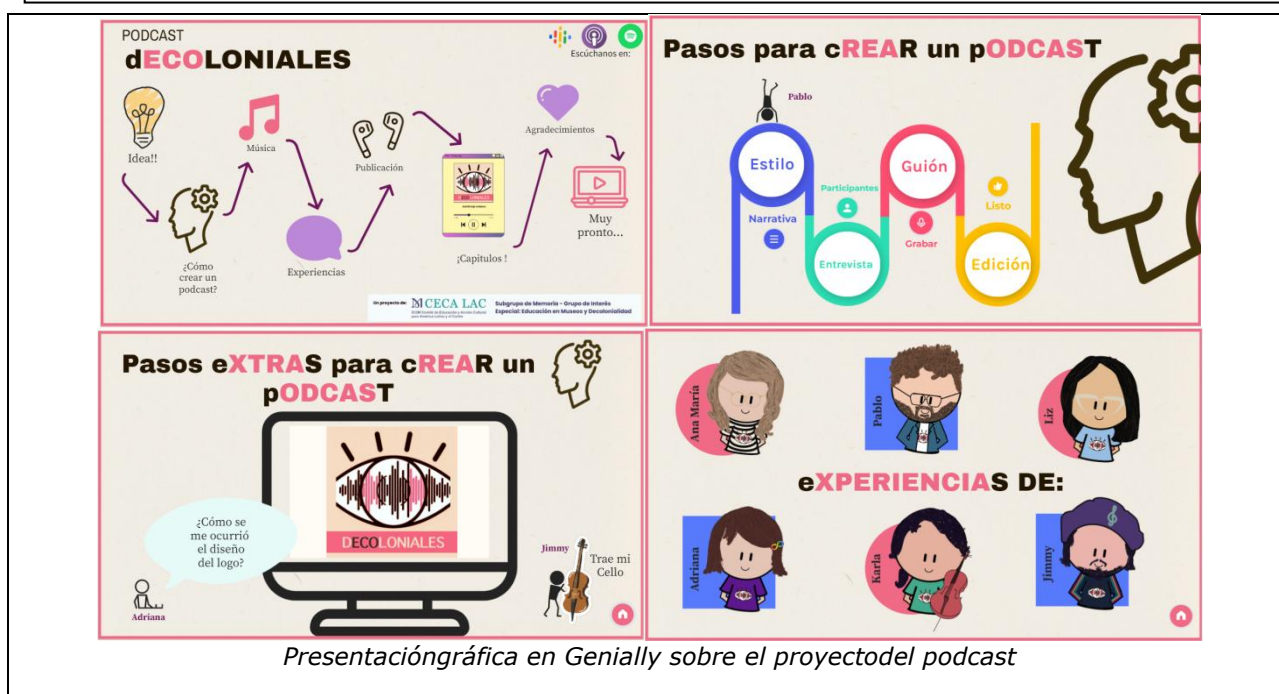 PODCAST
dECOLONIALES
Escúchanos en:
Idea!!
¿Cómo
crear un
podcast?
Música
Experiencias
Publicación
DECOLONIALES
¡Capitulos !
Agradecimientos
Muy
pronto...
Un proyecto de:
CECA LAC
Subgrupo de Memoria - Grupo de Interés
Especial: Educación en Museos y Decolonialidad
Pasos para cREAR un pODCAST
Pablo
Estilo
Narrativa
Participantes
Entrevista
Guión
Grabar
Listo
Edición
Pasos eXTRAS para cREAR un
pODCAST
DECOLONIALES
¿Cómo se
me ocurrió
el diseño
del logo?
Adriana
Jimmy
Trae mi
Cello
Ana María
Pablo
Liz
eXPERIENCIAS DE:
Adriana
Karla
Jimmy
Presentacióngráfica en Genially sobre el proyectodel podcast